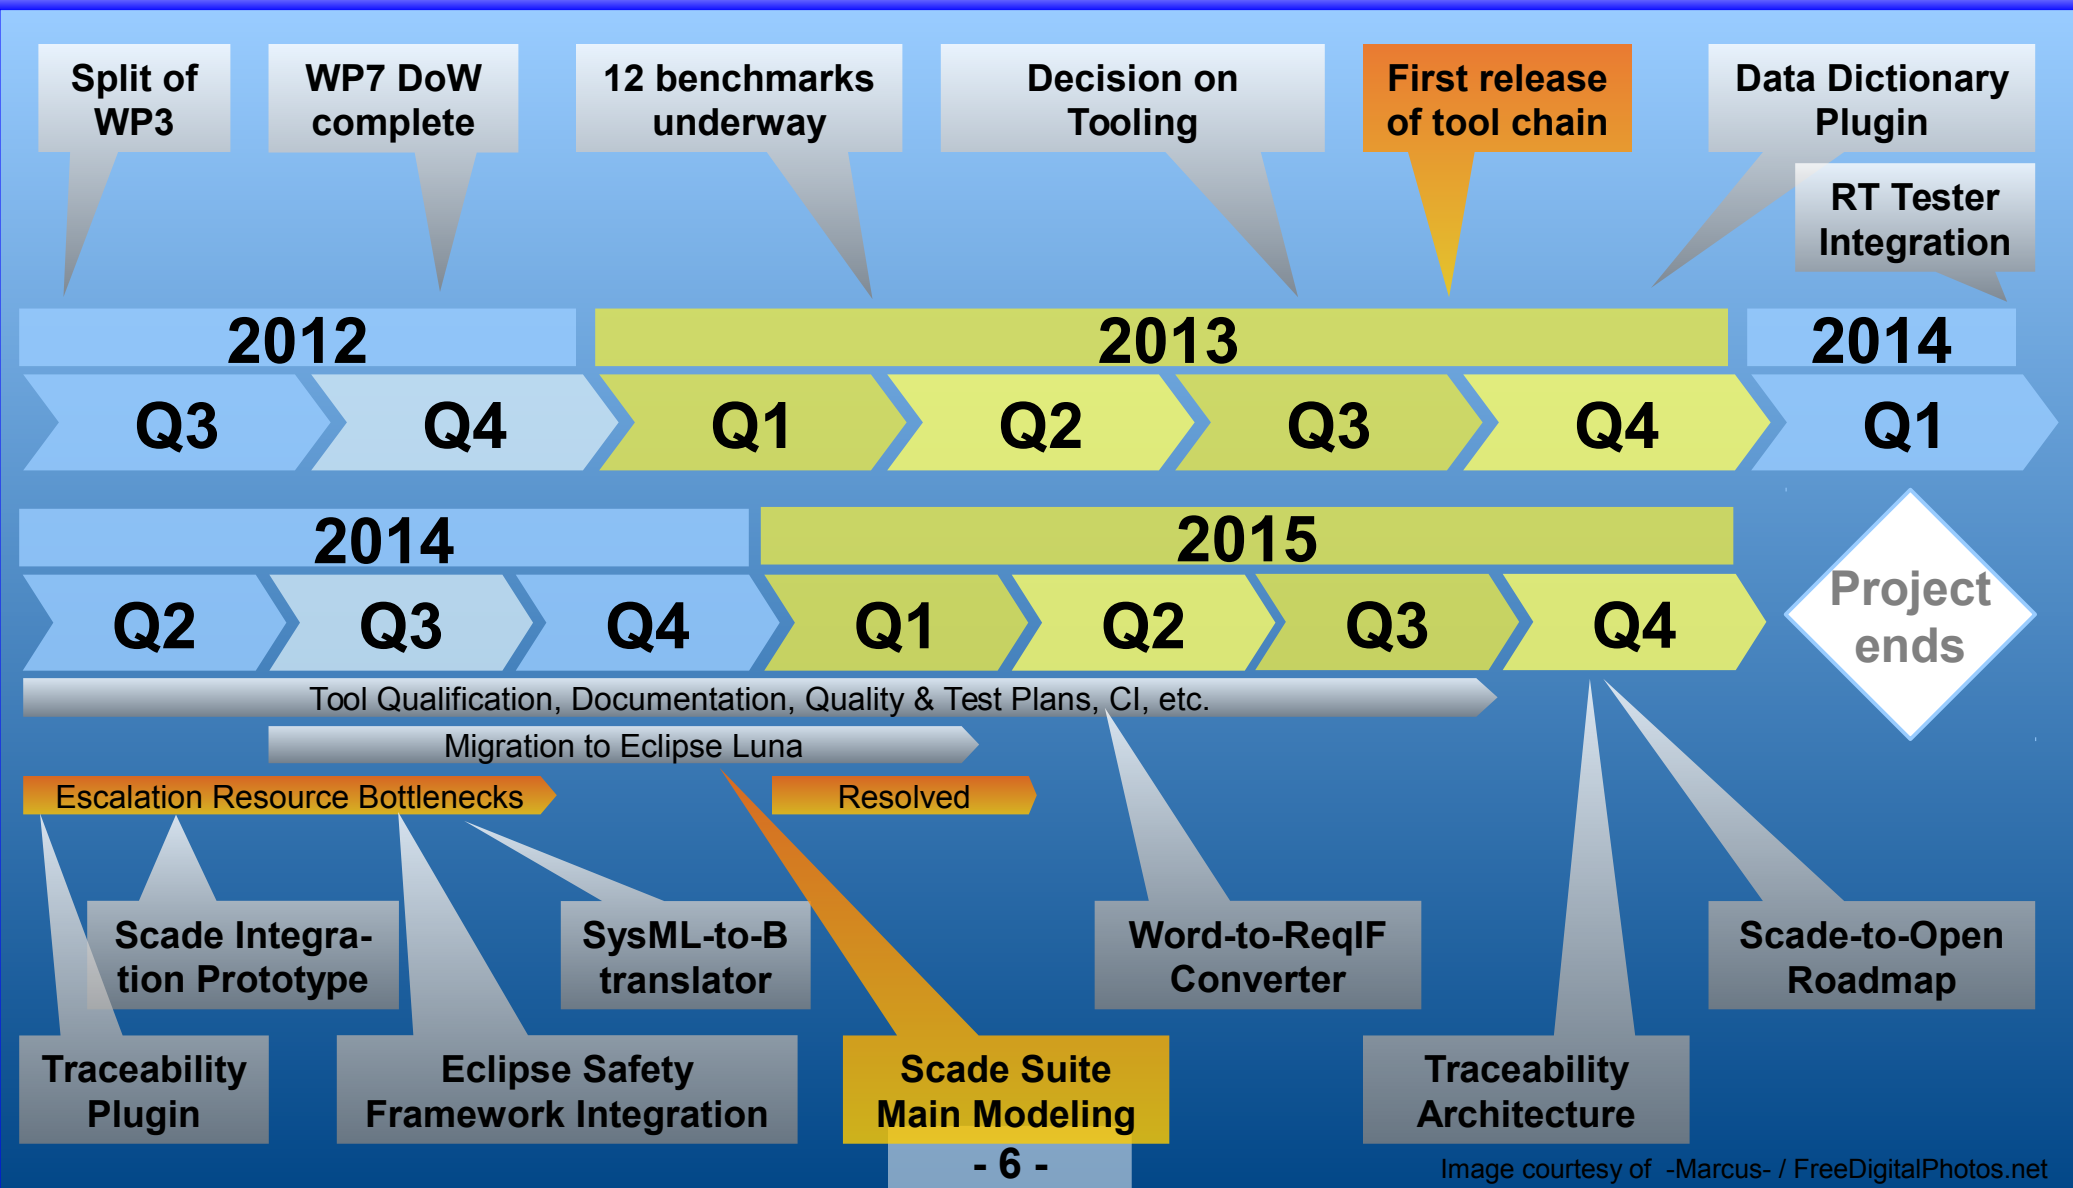 Split of
WP3
WP7 DoW
complete
12 benchmarks
underway
Decision on
Tooling
First release
of tool chain
Data Dictionary
Plugin
RT Tester
Integration
2012
2013
2014
Q3
Q4
Q1
Q2
Q3
Q4
Q1
2014
2015
Q2
Q3
Q4
Q1
Q2
Q3
Q4
Project
ends
Tool Qualification, Documentation, Quality & Test Plans, CI, etc.
Migration to Eclipse Luna
Escalation Resource Bottlenecks
Resolved
Scade Integra-
tion Prototype
SysML-to-B
translator
Word-to-ReqIF
Converter
Scade-to-Open
Roadmap
Traceability
Plugin
Eclipse Safety
Framework Integration
Scade Suite
Main Modeling
Traceability
Architecture
- 6 -
Image courtesy of -Marcus- / FreeDigitalPhotos.net